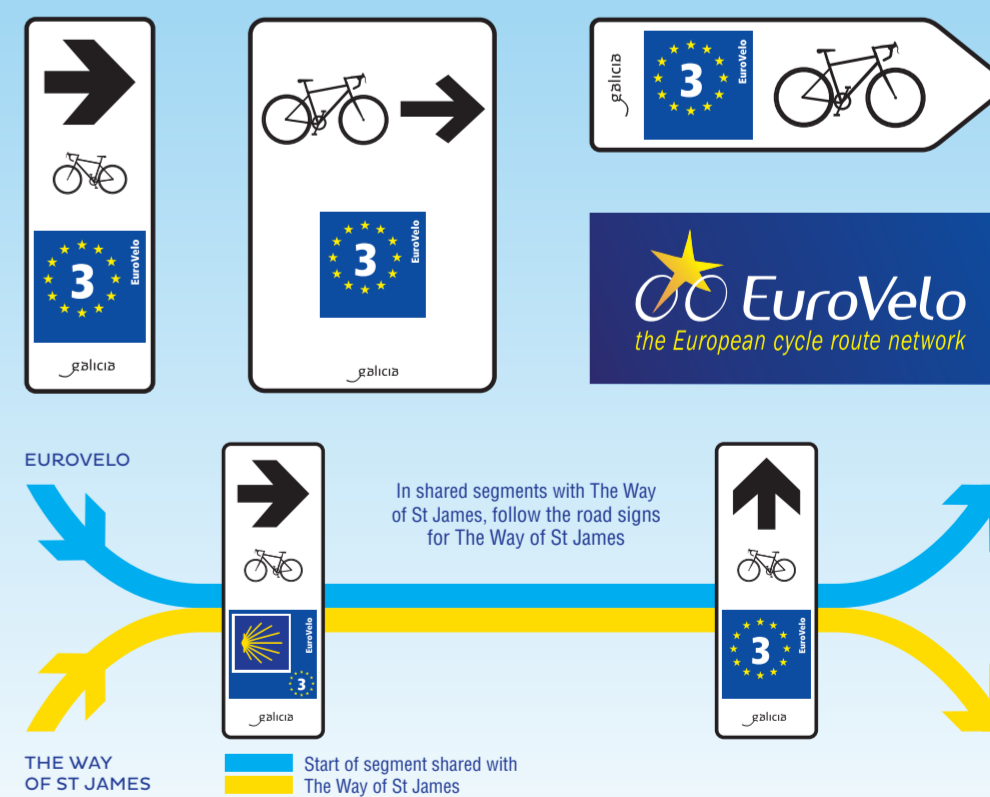 3
EuroVelo
galicia
3
EuroVelo
galicia
galicia
3
EuroVelo
EuroVelo
the European cycle route network
EUROVELO
In shared segments with The Way
of St James, follow the road signs
for The Way of St James
EuroVelo
3
galicia
3
EuroVelo
galicia
THE WAY
OF ST JAMES
Start of segment shared with
The Way of St James